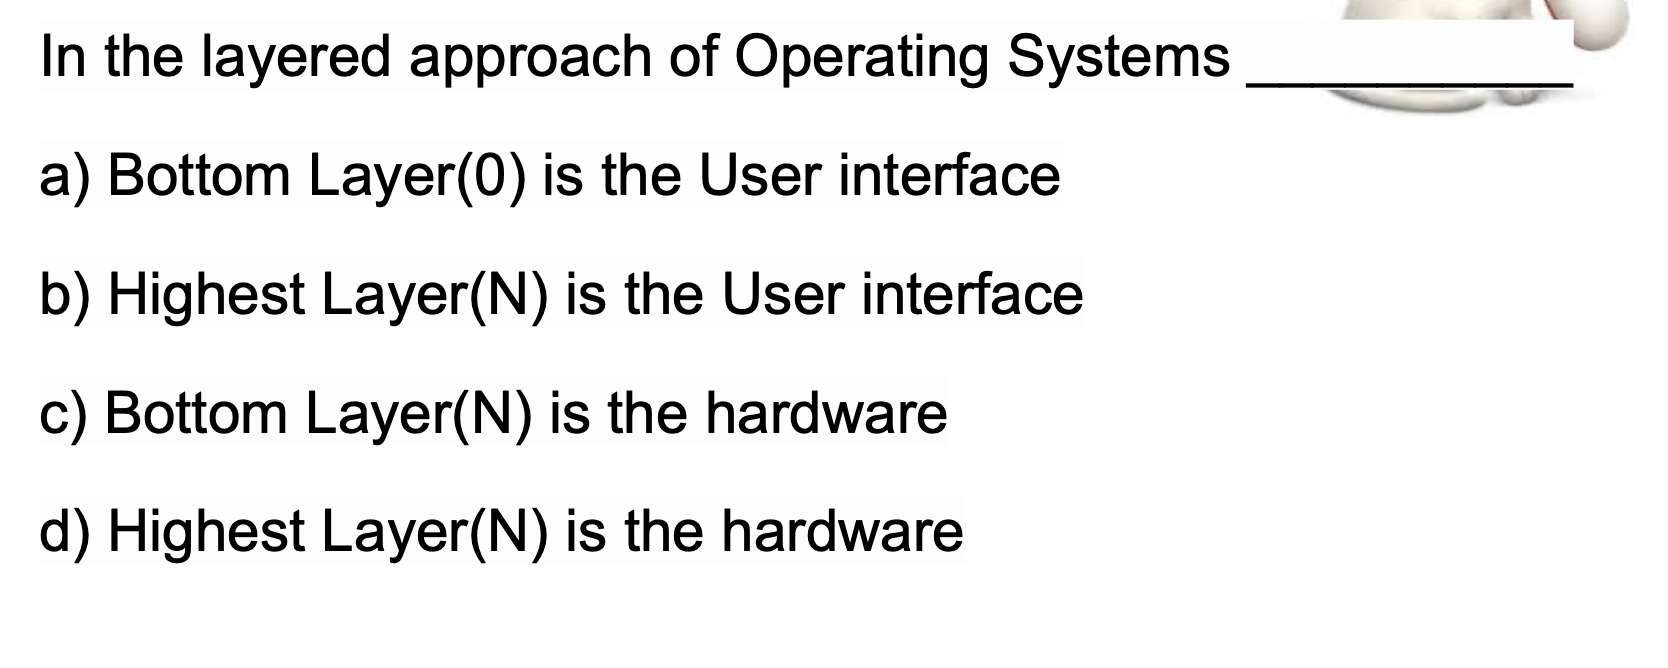 In the layered approach of Operating Systems __________
a) Bottom Layer(0) is the User interface
b) Highest Layer(N) is the User interface
c) Bottom Layer(N) is the hardware
d) Highest Layer(N) is the hardware